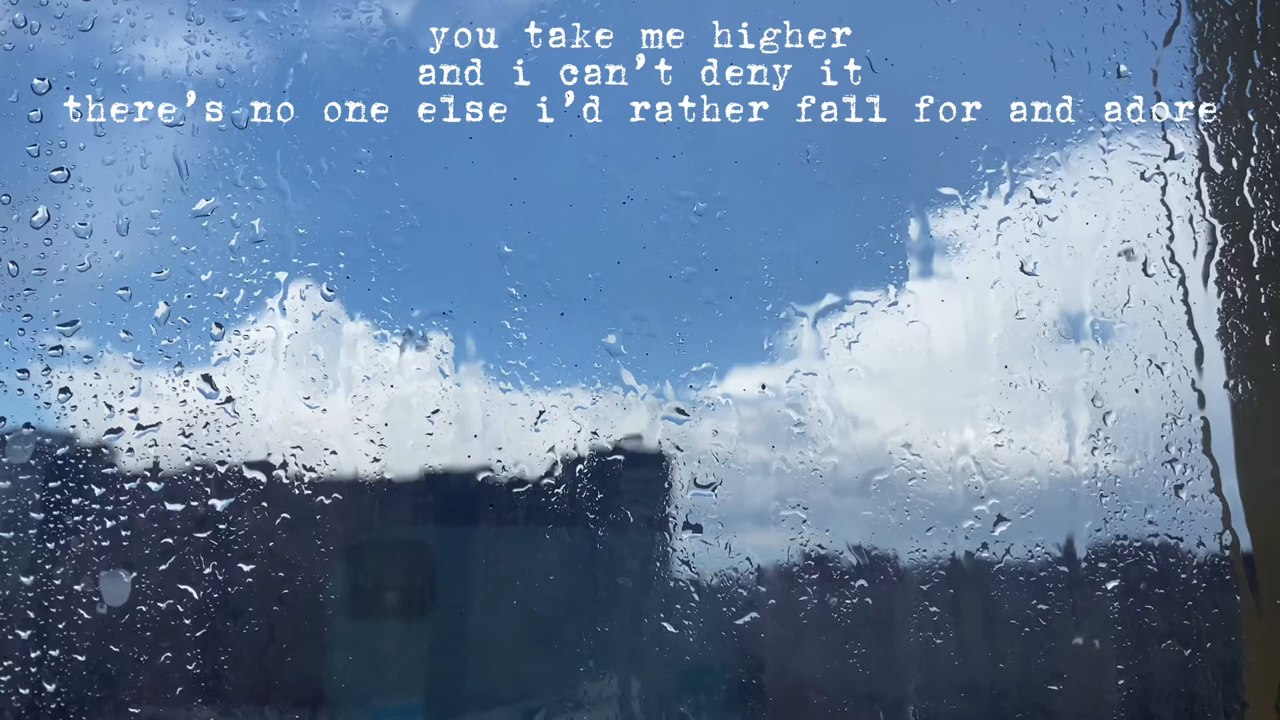 you take me higher
and i can't deny it
there's no one else i'd rather fall for and adore